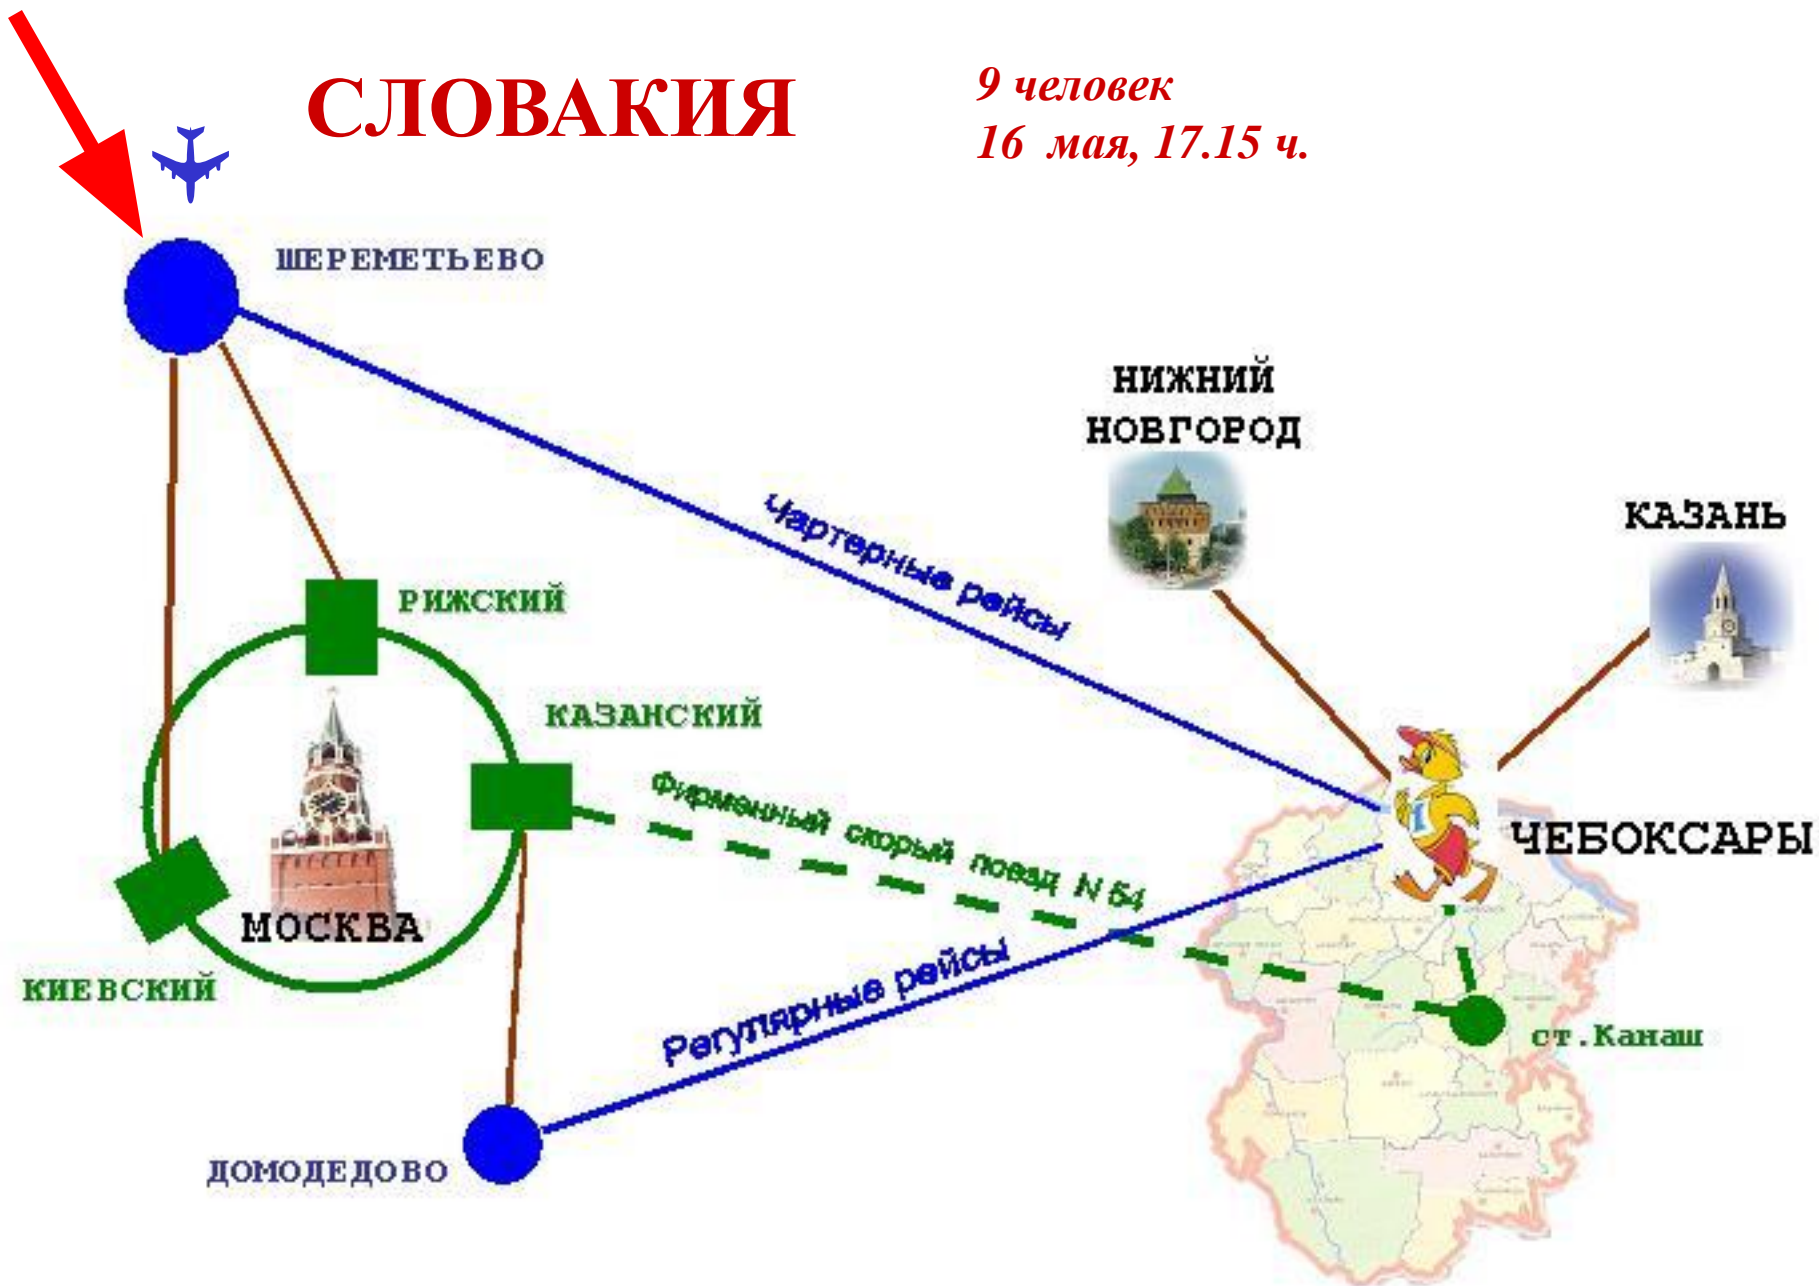 СЛОВАКИЯ
9 человек
16 мая, 17.15 ч.
ШЕРЕМЕТЬЕВО
НИЖНИЙ
НОВГОРОД
КАЗАНЬ
Чартерные рейсы
РИЖСКИЙ
КАЗАНСКИЙ
Фирменный скорый поезд N 54
ЧЕБОКСАРЫ
МОСКВА
КИЕВСКИЙ
Регулярные рейсы
ст.Канаш
ДОМОДЕДОВО